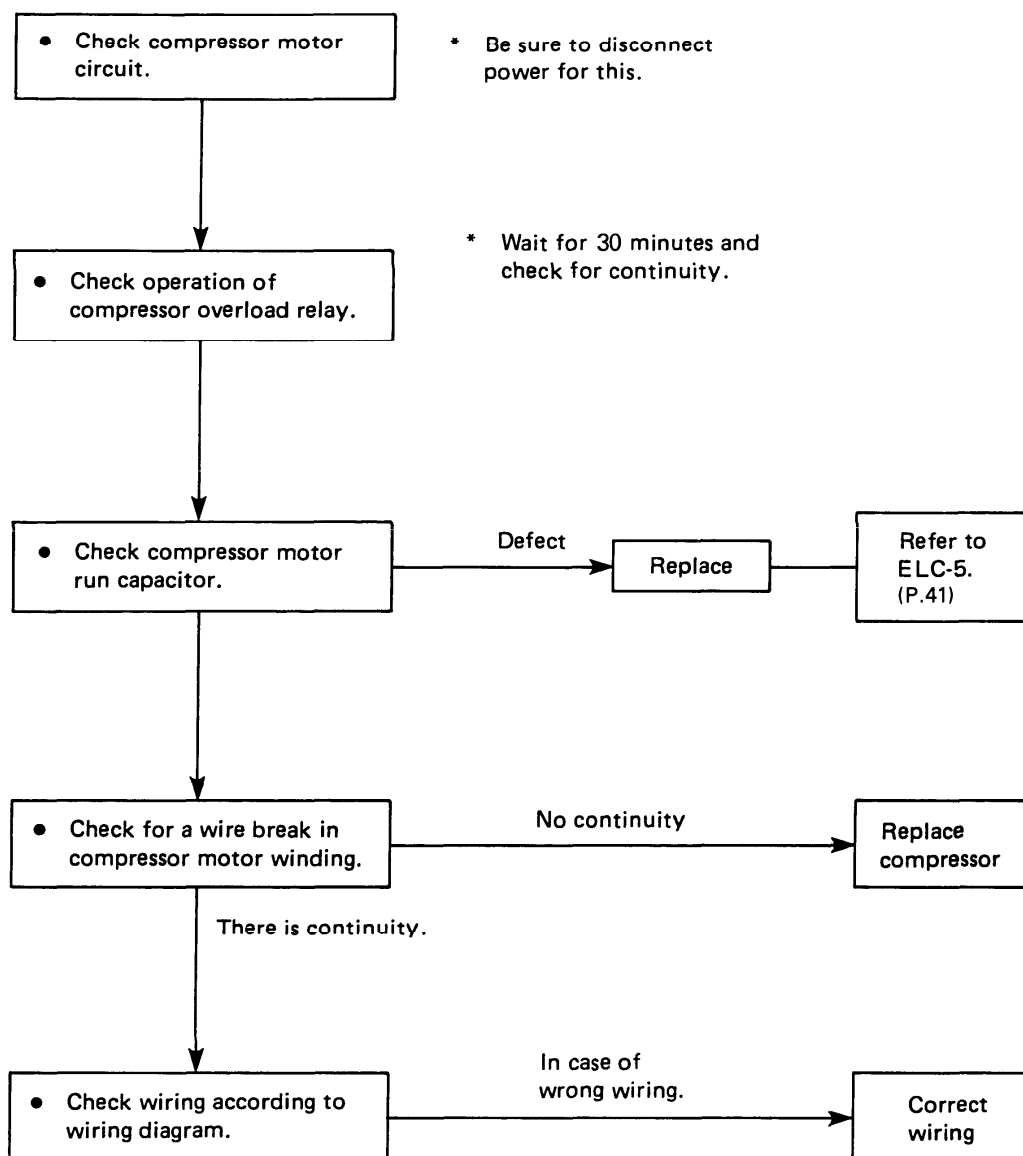 • Check compressor motor
circuit.
* Be sure to disconnect
power for this.
* Wait for 30 minutes and
check for continuity.
• Check operation of
compressor overload relay.
• Check compressor motor
run capacitor.
Defect
Replace
Refer to
ELC-5.
(P.41)
• Check for a wire break in
compressor motor winding.
No continuity
Replace
compressor
There is continuity.
• Check wiring according to
wiring diagram.
In case of
wrong wiring.
Correct
wiring